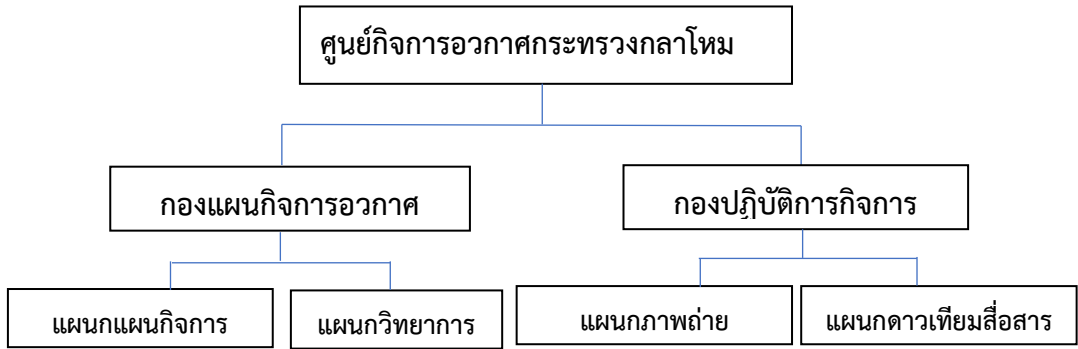 ศูนย์กิจการอวกาศกระทรวงกลาโหม
กองแผนกิจการอวกาศ
กองปฏิบัติการกิจการ
แผนกแผนกิจการ
แผนกวิทยาการ
แผนกภาพถ่าย
แผนกดาวเทียมสื่อสาร